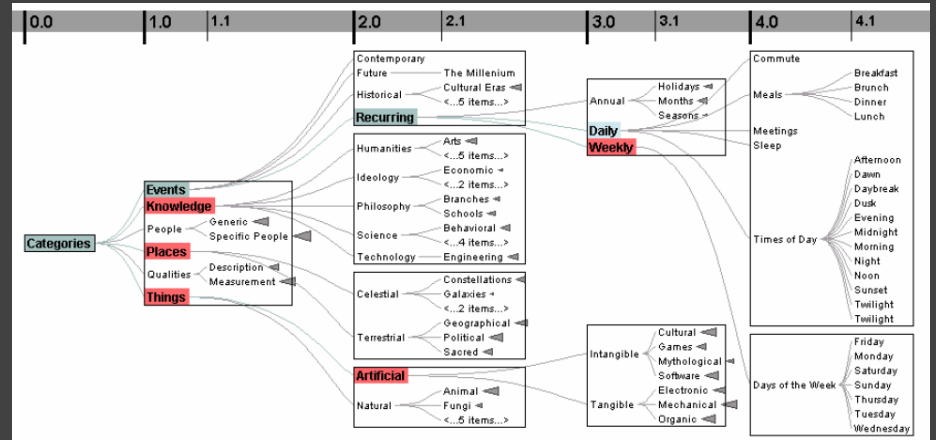 0.0
1.0
1.1
2.0
2.1
3.0
3.1
4.0
4.1
Categories
Events
Knowledge
People
Generic
Specific People
Places
Qualities
Description
Measurement
Things
Contemporary
Future
The Millenium
Historical
Cultural Eras
<...5 items...>
Recurring
Humanities
Arts
<...5 items...>
Ideology
Economic
<...2 items...>
Philosophy
Branches
Schools
Science
Behavioral
<...4 items...>
Technology
Engineering
Celestial
Constellations
Galaxies
<...2 items...>
Terrestrial
Geographical
Political
Sacred
Artificial
Natural
Animal
Fungi
<...5 items...>
Annual
Holidays
Months
Seasons
Daily
Weekly
Intangible
Cultural
Games
Mythological
Software
Tangible
Electronic
Mechanical
Organic
Commute
Meals
Breakfast
Brunch
Dinner
Lunch
Meetings
Sleep
Times of Day
Afternoon
Dawn
Daybreak
Dusk
Evening
Midnight
Morning
Night
Noon
Sunset
Twilight
Twilight
Days of the Week
Friday
Monday
Saturday
Sunday
Thursday
Tuesday
Wednesday